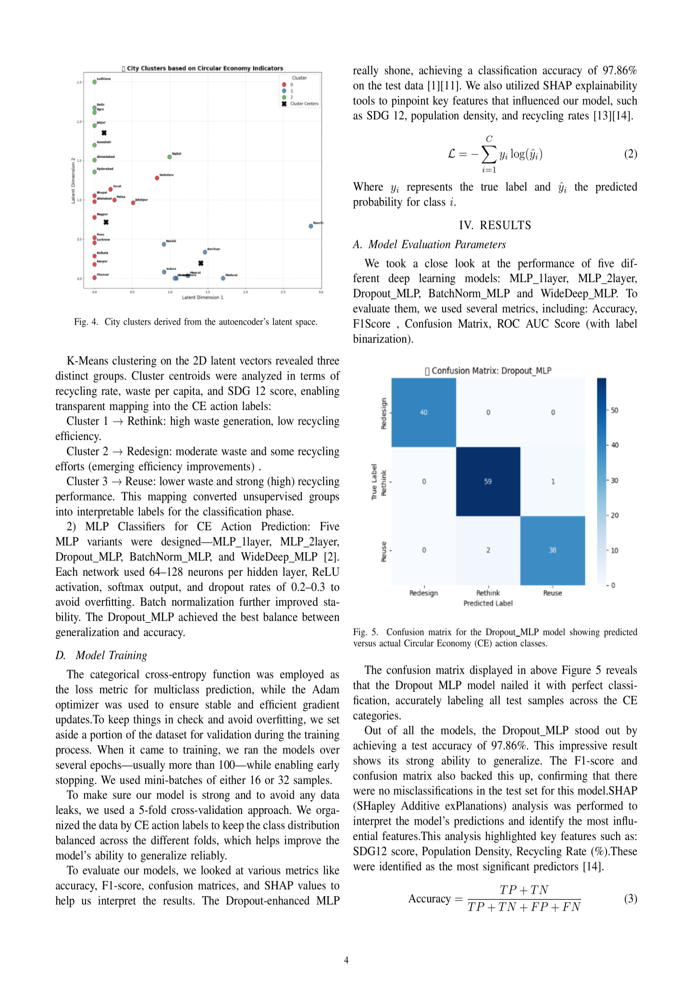 City Clusters based on Circular Economy Indicators
Cluster
0
1
2
Cluster Centers
Ludhiana
Delhi
Agra
Jaipur
Guwahati
Ahmedabad
Hyderabad
Rajkot
Vadodara
Surat
Bhopal
Allahabad
Patna
Jabalpur
Nagpur
Ranchi
Pune
Lucknow
Nashik
Amritsar
Kolkata
Kanpur
Indore
Meerut
Chennai
Madurai
2.5
2.0
1.5
1.0
0.5
0.0
Latent Dimension 2
0.0 0.5 1.0 1.5 2.0 2.5 3.0
Latent Dimension 1
Fig. 4. City clusters derived from the autoencoder's latent space.
K-Means clustering on the 2D latent vectors revealed three
distinct groups. Cluster centroids were analyzed in terms of
recycling rate, waste per capita, and SDG 12 score, enabling
transparent mapping into the CE action labels:
Cluster 1 → Rethink: high waste generation, low recycling
efficiency.
Cluster 2 → Redesign: moderate waste and some recycling
efforts (emerging efficiency improvements) .
Cluster 3 → Reuse: lower waste and strong (high) recycling
performance. This mapping converted unsupervised groups
into interpretable labels for the classification phase.
2) MLP Classifiers for CE Action Prediction: Five
MLP variants were designed—MLP_1layer, MLP_2layer,
Dropout_MLP, BatchNorm_MLP, and WideDeep_MLP [2].
Each network used 64–128 neurons per hidden layer, ReLU
activation, softmax output, and dropout rates of 0.2–0.3 to
avoid overfitting. Batch normalization further improved sta-
bility. The Dropout_MLP achieved the best balance between
generalization and accuracy.
D. Model Training
The categorical cross-entropy function was employed as
the loss metric for multiclass prediction, while the Adam
optimizer was used to ensure stable and efficient gradient
updates.To keep things in check and avoid overfitting, we set
aside a portion of the dataset for validation during the training
process. When it came to training, we ran the models over
several epochs—usually more than 100—while enabling early
stopping. We used mini-batches of either 16 or 32 samples.
To make sure our model is strong and to avoid any data
leaks, we used a 5-fold cross-validation approach. We orga-
nized the data by CE action labels to keep the class distribution
balanced across the different folds, which helps improve the
model's ability to generalize reliably.
To evaluate our models, we looked at various metrics like
accuracy, F1-score, confusion matrices, and SHAP values to
help us interpret the results. The Dropout-enhanced MLP
really shone, achieving a classification accuracy of 97.86%
on the test data [1][11]. We also utilized SHAP explainability
tools to pinpoint key features that influenced our model, such
as SDG 12, population density, and recycling rates [13][14].
ℒ = − ∑_{i=1}^{C} y_i log(ŷ_i) (2)
Where y_i represents the true label and ŷ_i the predicted
probability for class i.
IV. RESULTS
A. Model Evaluation Parameters
We took a close look at the performance of five dif-
ferent deep learning models: MLP_1layer, MLP_2layer,
Dropout_MLP, BatchNorm_MLP and WideDeep_MLP. To
evaluate them, we used several metrics, including: Accuracy,
F1Score , Confusion Matrix, ROC AUC Score (with label
binarization).
Confusion Matrix: Dropout_MLP
True Label
Redesign 40 0 0
Rethink 0 59 1
Reuse 0 2 38
Redesign Rethink Reuse
Predicted Label
50
40
30
20
10
0
Fig. 5. Confusion matrix for the Dropout_MLP model showing predicted
versus actual Circular Economy (CE) action classes.
The confusion matrix displayed in above Figure 5 reveals
that the Dropout MLP model nailed it with perfect classi-
fication, accurately labeling all test samples across the CE
categories.
Out of all the models, the Dropout_MLP stood out by
achieving a test accuracy of 97.86%. This impressive result
shows its strong ability to generalize. The F1-score and
confusion matrix also backed this up, confirming that there
were no misclassifications in the test set for this model.SHAP
(SHapley Additive exPlanations) analysis was performed to
interpret the model's predictions and identify the most influ-
ential features.This analysis highlighted key features such as:
SDG12 score, Population Density, Recycling Rate (%).These
were identified as the most significant predictors [14].
Accuracy = (TP + TN) / (TP + TN + FP + FN) (3)
4